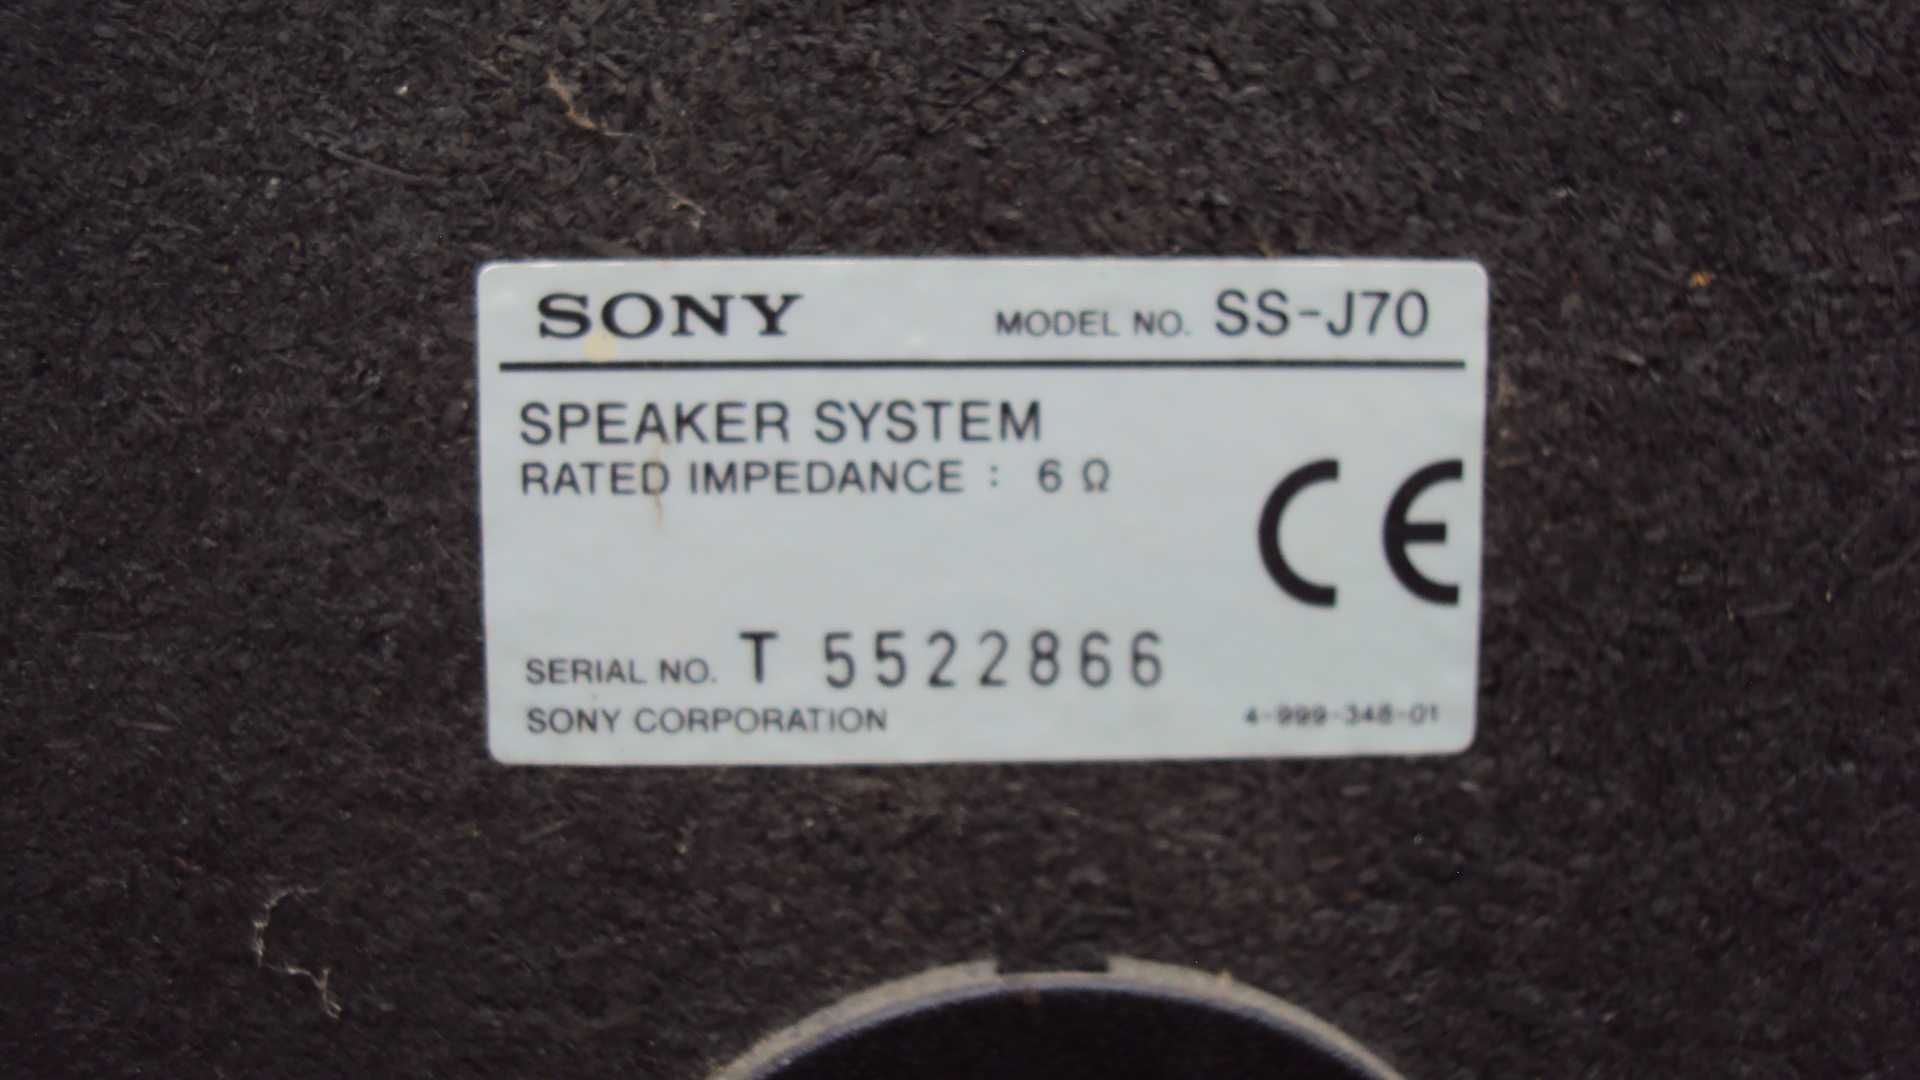 SONY MODEL NO. SS-J70
SPEAKER SYSTEM
RATED IMPEDANCE : 6 Ω
CE
SERIAL NO. T 5522866
SONY CORPORATION 4-999-348-01